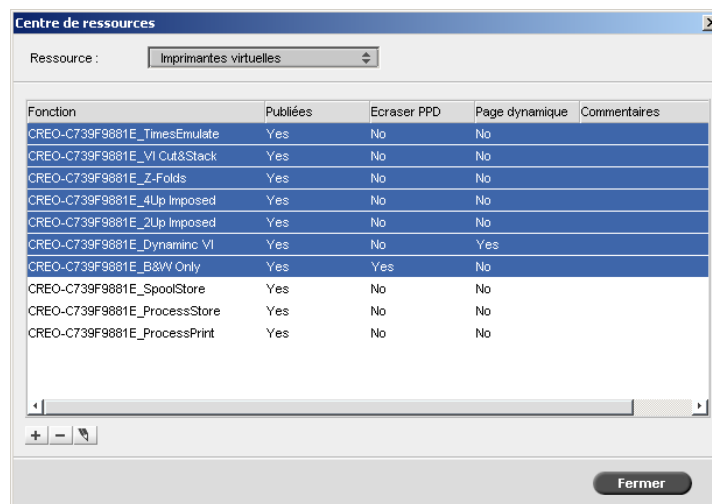 Centre de ressources
Ressource : Imprimantes virtuelles
Fonction Publiées Ecraser PPD Page dynamique Commentaires
CREO-C739F9881E_TimesEmulate Yes No No
CREO-C739F9881E_VI Cut&Stack Yes No No
CREO-C739F9881E_Z-Folds Yes No No
CREO-C739F9881E_4Up Imposed Yes No No
CREO-C739F9881E_2Up Imposed Yes No No
CREO-C739F9881E_Dynaminc VI Yes No Yes
CREO-C739F9881E_B&W Only Yes Yes No
CREO-C739F9881E_SpoolStore Yes No No
CREO-C739F9881E_ProcessStore Yes No No
CREO-C739F9881E_ProcessPrint Yes No No
Fermer